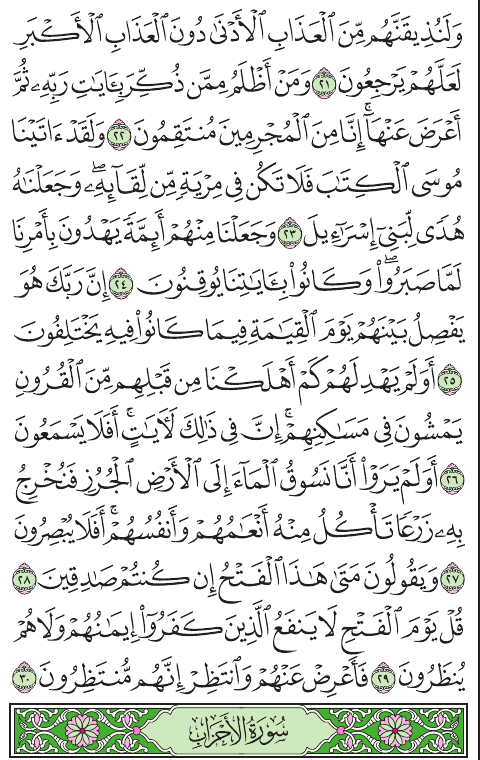 وَلَنُذِيقَنَّهُم مِّنَ ٱلْعَذَابِ ٱلْأَدْنَىٰ دُونَ ٱلْعَذَابِ ٱلْأَكْبَرِ
لَعَلَّهُمْ يَرْجِعُونَ ٢١ وَمَنْ أَظْلَمُ مِمَّن ذُكِّرَ بِـَٔايَٰتِ رَبِّهِۦ ثُمَّ
أَعْرَضَ عَنْهَآ ۚ إِنَّا مِنَ ٱلْمُجْرِمِينَ مُنتَقِمُونَ ٢٢ وَلَقَدْ ءَاتَيْنَا
مُوسَى ٱلْكِتَٰبَ فَلَا تَكُن فِى مِرْيَةٍ مِّن لِّقَآئِهِۦ ۖ وَجَعَلْنَٰهُ
هُدًى لِّبَنِىٓ إِسْرَٰٓءِيلَ ٢٣ وَجَعَلْنَا مِنْهُمْ أَئِمَّةً يَهْدُونَ بِأَمْرِنَا
لَمَّا صَبَرُوا۟ ۖ وَكَانُوا۟ بِـَٔايَٰتِنَا يُوقِنُونَ ٢٤ إِنَّ رَبَّكَ هُوَ
يَفْصِلُ بَيْنَهُمْ يَوْمَ ٱلْقِيَٰمَةِ فِيمَا كَانُوا۟ فِيهِ يَخْتَلِفُونَ
٢٥ أَوَلَمْ يَهْدِ لَهُمْ كَمْ أَهْلَكْنَا مِن قَبْلِهِم مِّنَ ٱلْقُرُونِ
يَمْشُونَ فِى مَسَٰكِنِهِمْ ۚ إِنَّ فِى ذَٰلِكَ لَءَايَٰتٍ ۖ أَفَلَا يَسْمَعُونَ
٢٦ أَوَلَمْ يَرَوْا۟ أَنَّا نَسُوقُ ٱلْمَآءَ إِلَى ٱلْأَرْضِ ٱلْجُرُزِ فَنُخْرِجُ
بِهِۦ زَرْعًا تَأْكُلُ مِنْهُ أَنْعَٰمُهُمْ وَأَنفُسُهُمْ ۖ أَفَلَا يُبْصِرُونَ
٢٧ وَيَقُولُونَ مَتَىٰ هَٰذَا ٱلْفَتْحُ إِن كُنتُمْ صَٰدِقِينَ ٢٨
قُلْ يَوْمَ ٱلْفَتْحِ لَا يَنفَعُ ٱلَّذِينَ كَفَرُوٓا۟ إِيمَٰنُهُمْ وَلَا هُمْ
يُنظَرُونَ ٢٩ فَأَعْرِضْ عَنْهُمْ وَٱنتَظِرْ إِنَّهُم مُّنتَظِرُونَ ٣٠
سُورَةُ الأَحْزَابِ